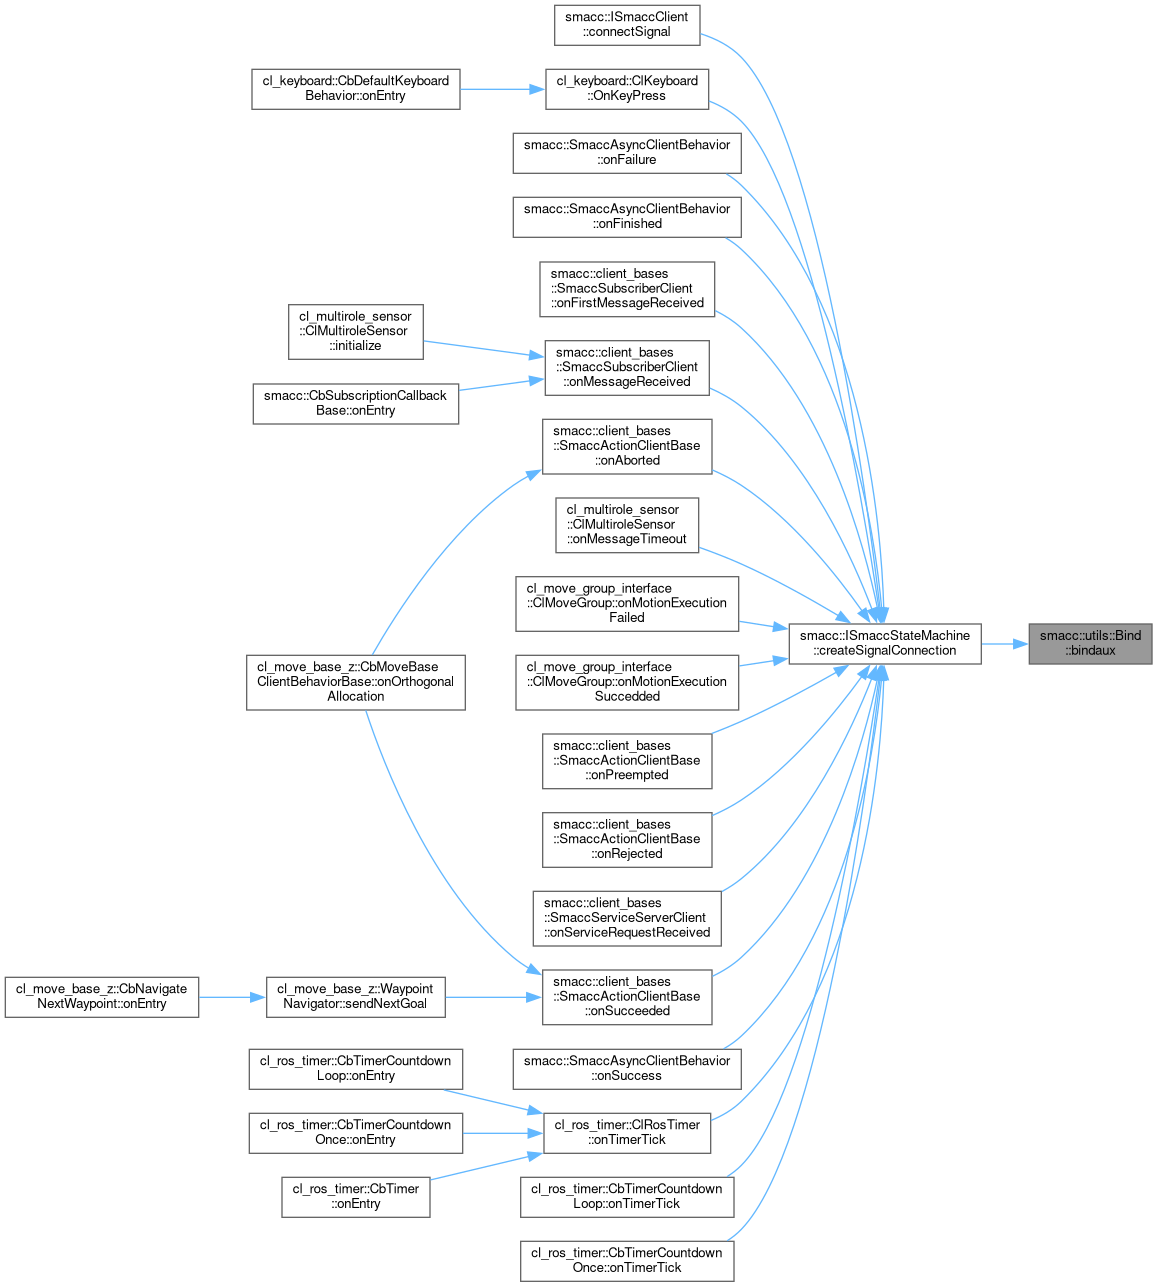 smacc::ISmaccClient
::connectSignal
cl_keyboard::CbDefaultKeyboard
Behavior::onEntry
cl_keyboard::ClKeyboard
::OnKeyPress
smacc::SmaccAsyncClientBehavior
::onFailure
smacc::SmaccAsyncClientBehavior
::onFinished
smacc::client_bases
::SmaccSubscriberClient
::onFirstMessageReceived
cl_multirole_sensor
::ClMultiroleSensor
::initialize
smacc::client_bases
::SmaccSubscriberClient
::onMessageReceived
smacc::CbSubscriptionCallback
Base::onEntry
smacc::client_bases
::SmaccActionClientBase
::onAborted
cl_multirole_sensor
::ClMultiroleSensor
::onMessageTimeout
cl_move_group_interface
::ClMoveGroup::onMotionExecution
Failed
smacc::ISmaccStateMachine
::createSignalConnection
smacc::utils::Bind
::bindaux
cl_move_base_z::CbMoveBase
ClientBehaviorBase::onOrthogonal
Allocation
cl_move_group_interface
::ClMoveGroup::onMotionExecution
Succedded
smacc::client_bases
::SmaccActionClientBase
::onPreempted
smacc::client_bases
::SmaccActionClientBase
::onRejected
smacc::client_bases
::SmaccServiceServerClient
::onServiceRequestReceived
cl_move_base_z::CbNavigate
NextWaypoint::onEntry
cl_move_base_z::Waypoint
Navigator::sendNextGoal
smacc::client_bases
::SmaccActionClientBase
::onSucceeded
cl_ros_timer::CbTimerCountdown
Loop::onEntry
smacc::SmaccAsyncClientBehavior
::onSuccess
cl_ros_timer::CbTimerCountdown
Once::onEntry
cl_ros_timer::ClRosTimer
::onTimerTick
cl_ros_timer::CbTimer
::onEntry
cl_ros_timer::CbTimerCountdown
Loop::onTimerTick
cl_ros_timer::CbTimerCountdown
Once::onTimerTick